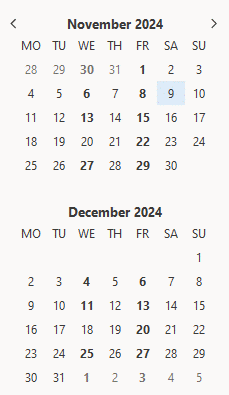 November 2024
MO TU WE TH FR SA SU
28 29 30 31 1 2 3
4 5 6 7 8 9 10
11 12 13 14 15 16 17
18 19 20 21 22 23 24
25 26 27 28 29 30
December 2024
MO TU WE TH FR SA SU
1
2 3 4 5 6 7 8
9 10 11 12 13 14 15
16 17 18 19 20 21 22
23 24 25 26 27 28 29
30 31 1 2 3 4 5